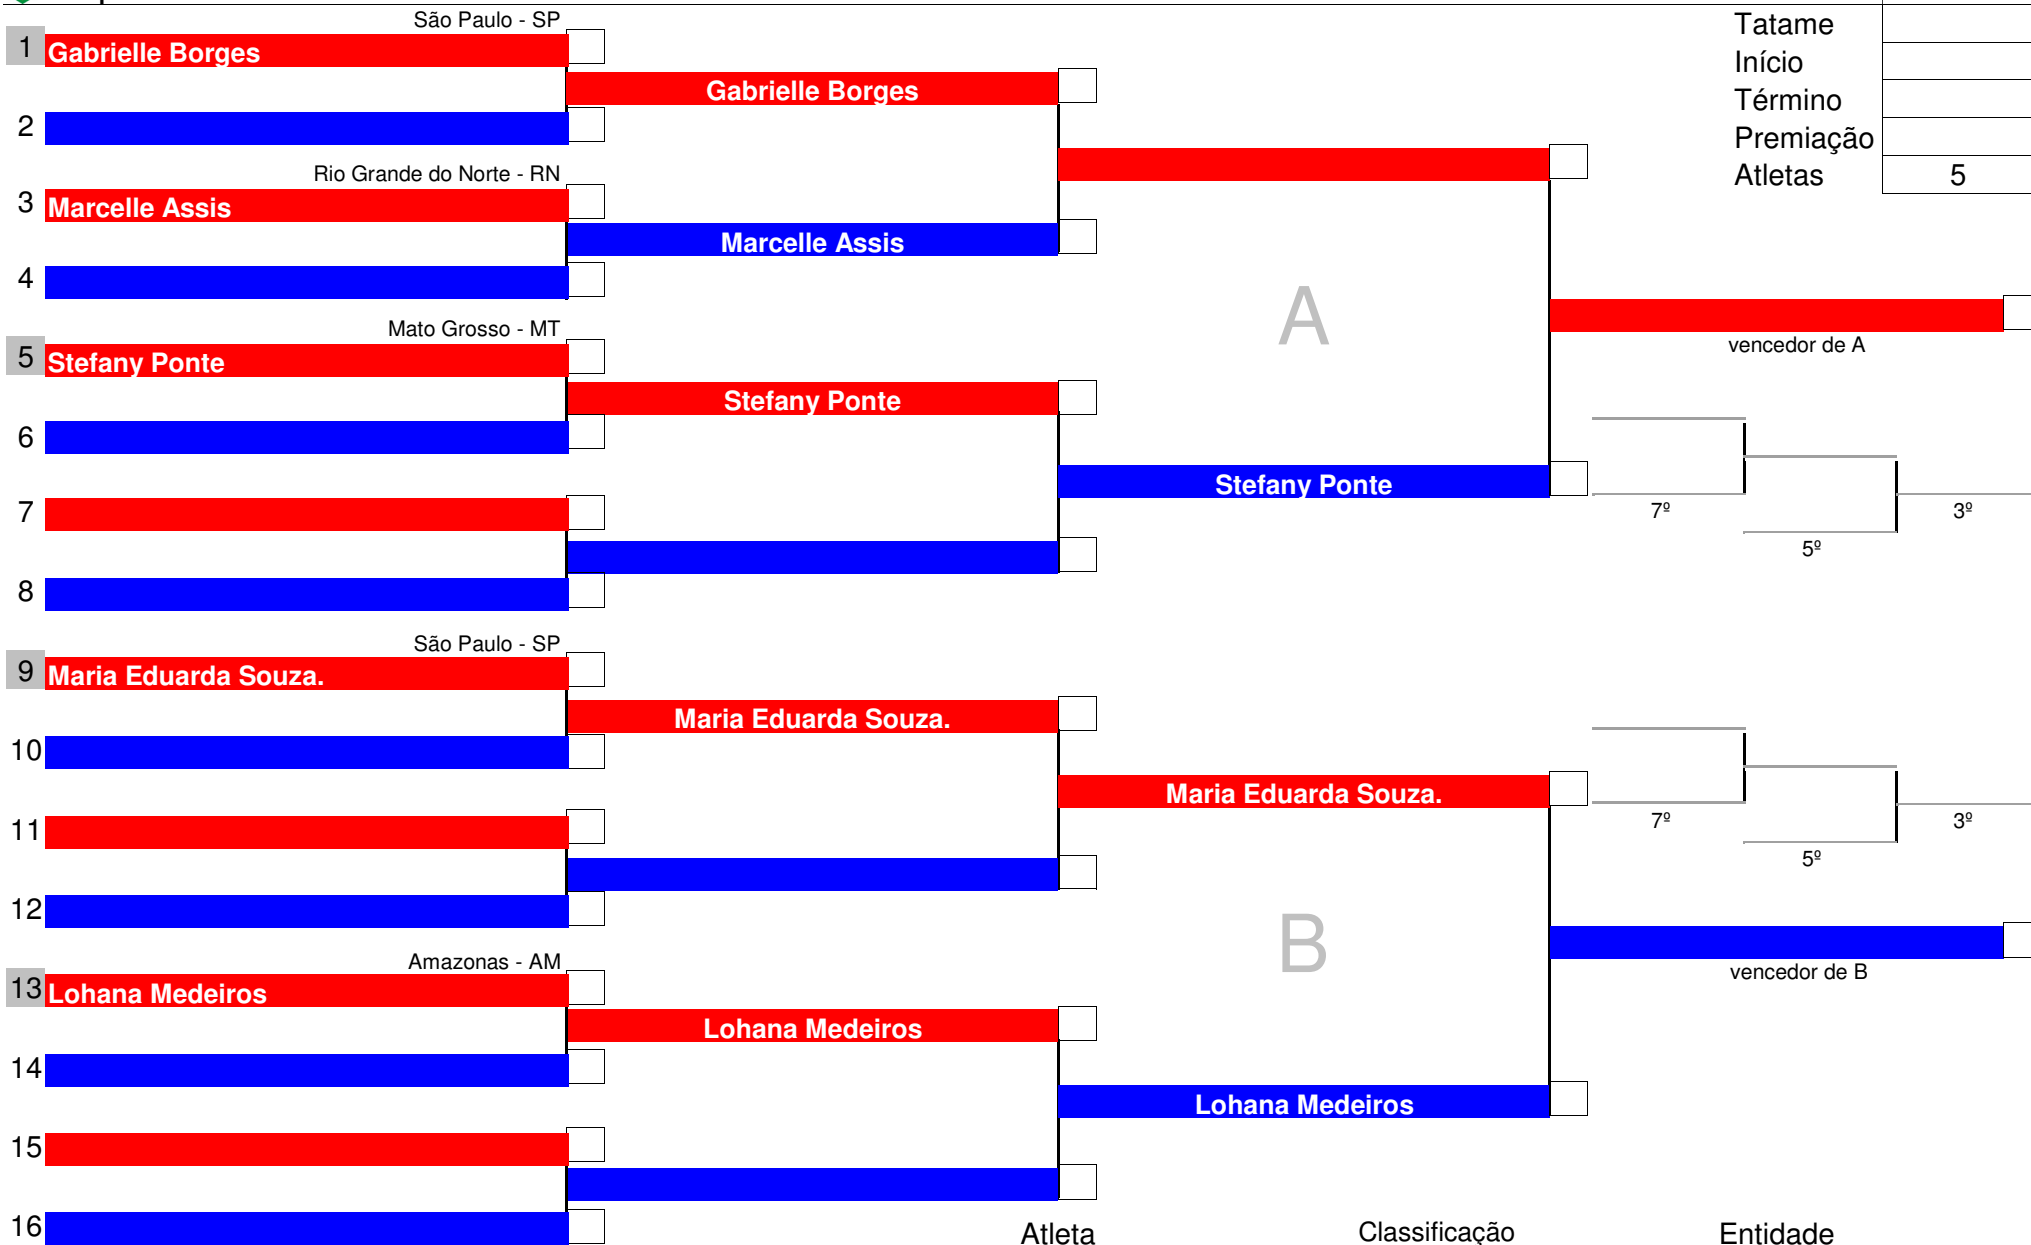 São Paulo - SP
Tatame
1 Gabrielle Borges
Início
Gabrielle Borges
Término
2
Premiação
Rio Grande do Norte - RN
Atletas 5
3 Marcelle Assis
Marcelle Assis
4
A
Mato Grosso - MT
vencedor de A
5 Stefany Ponte
Stefany Ponte
6
Stefany Ponte
7
7º 3º
5º
8
São Paulo - SP
9 Maria Eduarda Souza.
Maria Eduarda Souza.
10
Maria Eduarda Souza.
11
7º 3º
5º
12
B
Amazonas - AM
vencedor de B
13 Lohana Medeiros
Lohana Medeiros
14
Lohana Medeiros
15
16
Atleta Classificação Entidade